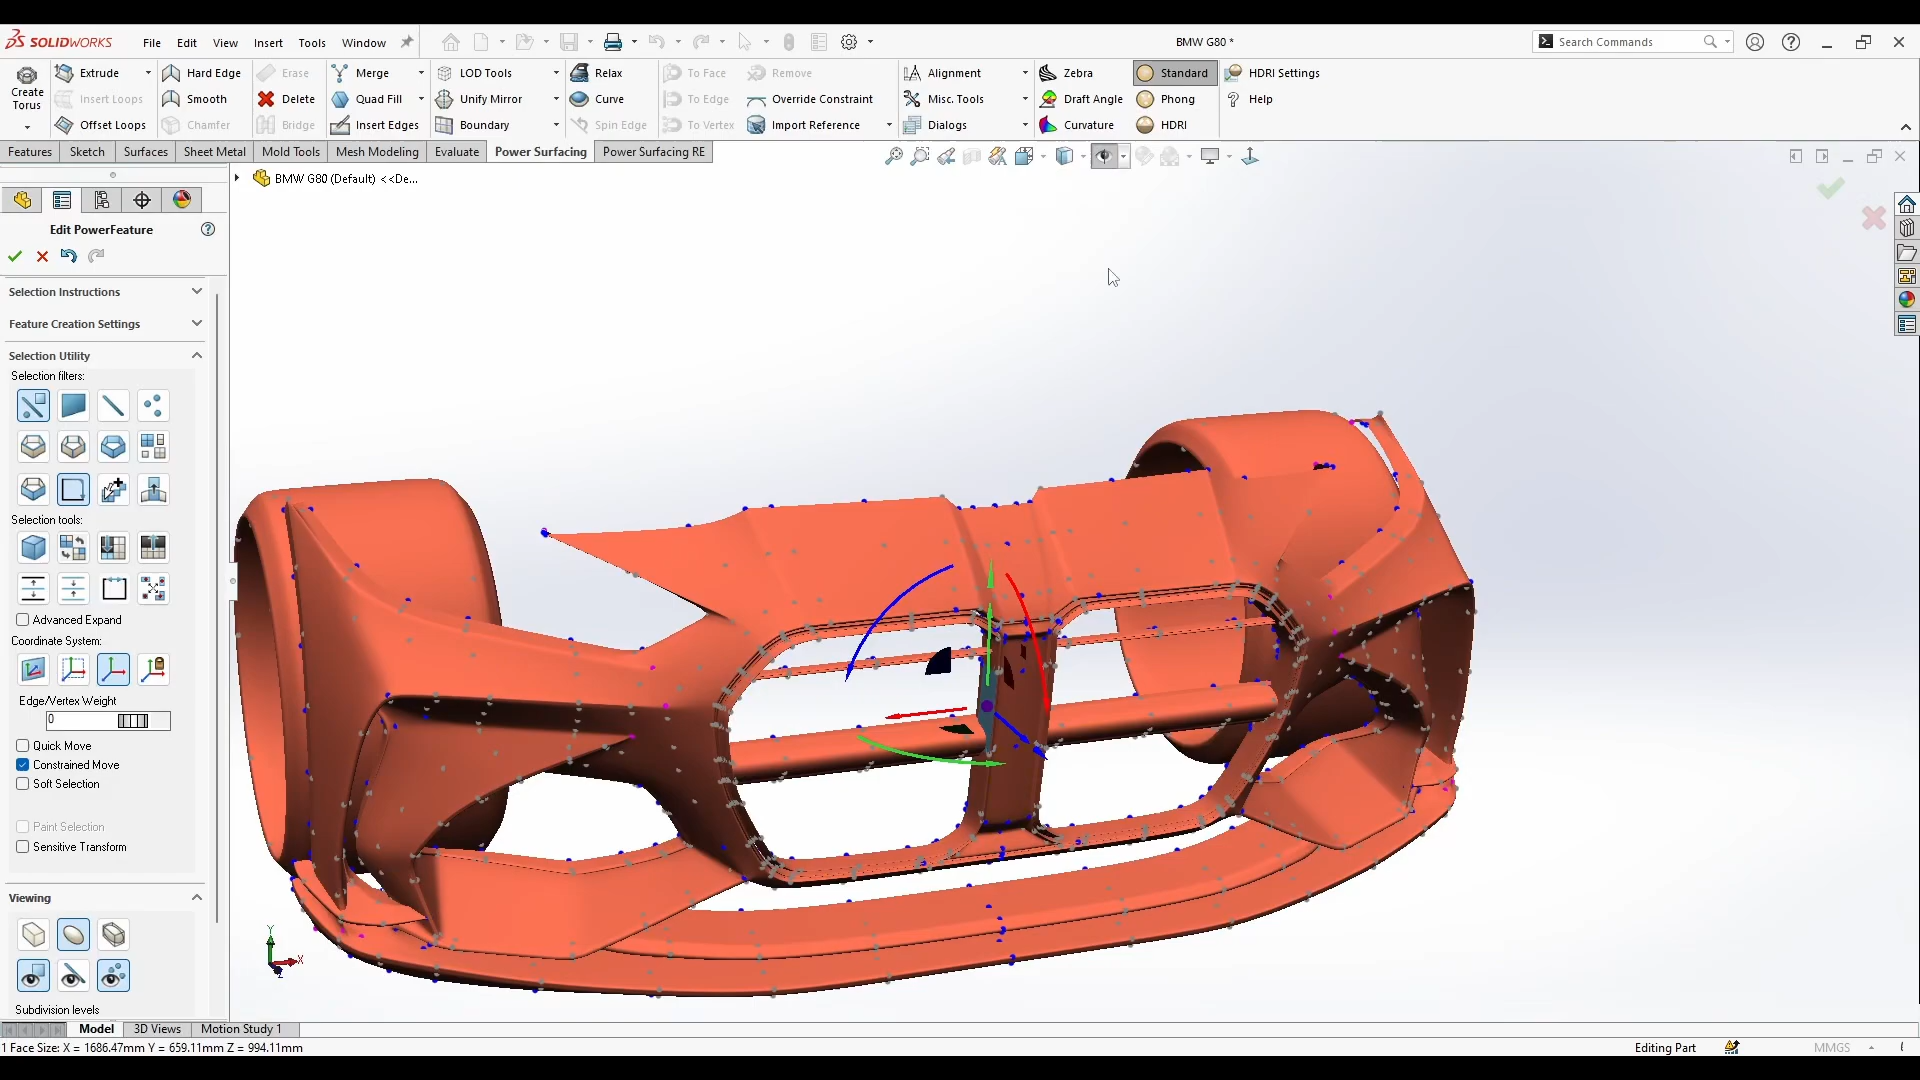 SOLIDWORKS File Edit View Insert Tools Window BMW G80 * Search Commands
Create Torus
Extrude Hard Edge Erase Merge LOD Tools Relax To Face Remove Alignment Zebra Standard HDRI Settings
Insert Loops Smooth Delete Quad Fill Unify Mirror Curve To Edge Override Constraint Misc. Tools Draft Angle Phong Help
Offset Loops Chamfer Bridge Insert Edges Boundary Spin Edge To Vertex Import Reference Dialogs Curvature HDRI
Features Sketch Surfaces Sheet Metal Mold Tools Mesh Modeling Evaluate Power Surfacing Power Surfacing RE
BMW G80 (Default) <<De...
Edit PowerFeature
Selection Instructions
Feature Creation Settings
Selection Utility
Selection filters:
Selection tools:
Advanced Expand
Coordinate System:
Edge/Vertex Weight
0
Quick Move
Constrained Move
Soft Selection
Paint Selection
Sensitive Transform
Viewing
Subdivision levels
Y
X
Z
Model 3D Views Motion Study 1
1 Face Size: X = 1686.47mm Y = 659.11mm Z = 994.11mm Editing Part MMGS